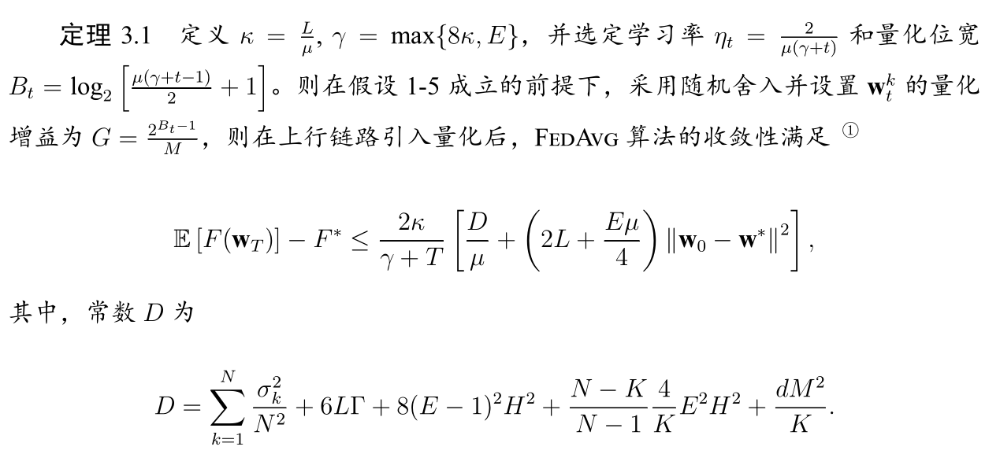 定理 3.1 定义 $\kappa = \frac{L}{\mu}$, $\gamma = \max\{8\kappa, E\}$，并选定学习率 $\eta_t = \frac{2}{\mu(\gamma+t)}$ 和量化位宽
$B_t = \log_2\left[\frac{\mu(\gamma+t-1)}{2} + 1\right]$。则在假设 1-5 成立的前提下，采用随机舍入并设置 $\mathbf{w}_t^k$ 的量化
增益为 $G = \frac{2^{B_t-1}}{M}$，则在上行链路引入量化后，FEDAVG 算法的收敛性满足 ①
$\mathbb{E}\left[F(\mathbf{w}_T)\right] - F^* \leq \frac{2\kappa}{\gamma+T}\left[\frac{D}{\mu} + \left(2L + \frac{E\mu}{4}\right)\|\mathbf{w}_0 - \mathbf{w}^*\|^2\right],$
其中，常数 $D$ 为
$D = \sum_{k=1}^{N}\frac{\sigma_k^2}{N^2} + 6L\Gamma + 8(E-1)^2H^2 + \frac{N-K}{N-1}\frac{4}{K}E^2H^2 + \frac{dM^2}{K}.$